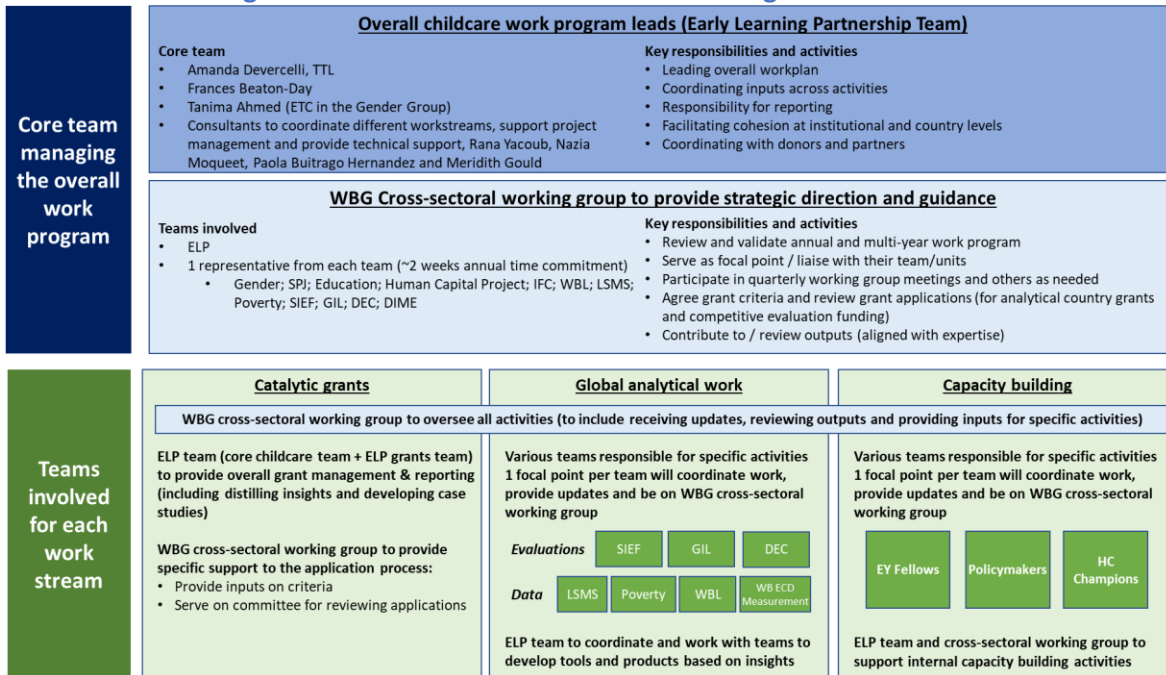 Overall childcare work program leads (Early Learning Partnership Team)
Core team
• Amanda Devercelli, TTL
• Frances Beaton-Day
• Tanima Ahmed (ETC in the Gender Group)
• Consultants to coordinate different workstreams, support project
management and provide technical support, Rana Yacoub, Nazia
Moqueet, Paola Buitrago Hernandez and Meridith Gould
Key responsibilities and activities
• Leading overall workplan
• Coordinating inputs across activities
• Responsibility for reporting
• Facilitating cohesion at institutional and country levels
• Coordinating with donors and partners
Core team
managing
the overall
work
program
WBG Cross-sectoral working group to provide strategic direction and guidance
Teams involved
• ELP
• 1 representative from each team (~2 weeks annual time commitment)
• Gender; SPJ; Education; Human Capital Project; IFC; WBL; LSMS;
Poverty; SIEF; GIL; DEC; DIME
Key responsibilities and activities
• Review and validate annual and multi-year work program
• Serve as focal point / liaise with their team/units
• Participate in quarterly working group meetings and others as needed
• Agree grant criteria and review grant applications (for analytical country grants
and competitive evaluation funding)
• Contribute to / review outputs (aligned with expertise)
Teams
involved
for each
work
stream
Catalytic grants
Global analytical work
Capacity building
WBG cross-sectoral working group to oversee all activities (to include receiving updates, reviewing outputs and providing inputs for specific activities)
ELP team (core childcare team + ELP grants team)
to provide overall grant management & reporting
(including distilling insights and developing case
studies)
WBG cross-sectoral working group to provide
specific support to the application process:
• Provide inputs on criteria
• Serve on committee for reviewing applications
Various teams responsible for specific activities
1 focal point per team will coordinate work,
provide updates and be on WBG cross-sectoral
working group
Evaluations SIEF GIL DEC
Data LSMS Poverty WBL WB ECD
Measurement
ELP team to coordinate and work with teams to
develop tools and products based on insights
Various teams responsible for specific activities
1 focal point per team will coordinate work,
provide updates and be on WBG cross-sectoral
working group
EY Fellows
Policymakers
HC
Champions
ELP team and cross-sectoral working group to
support internal capacity building activities